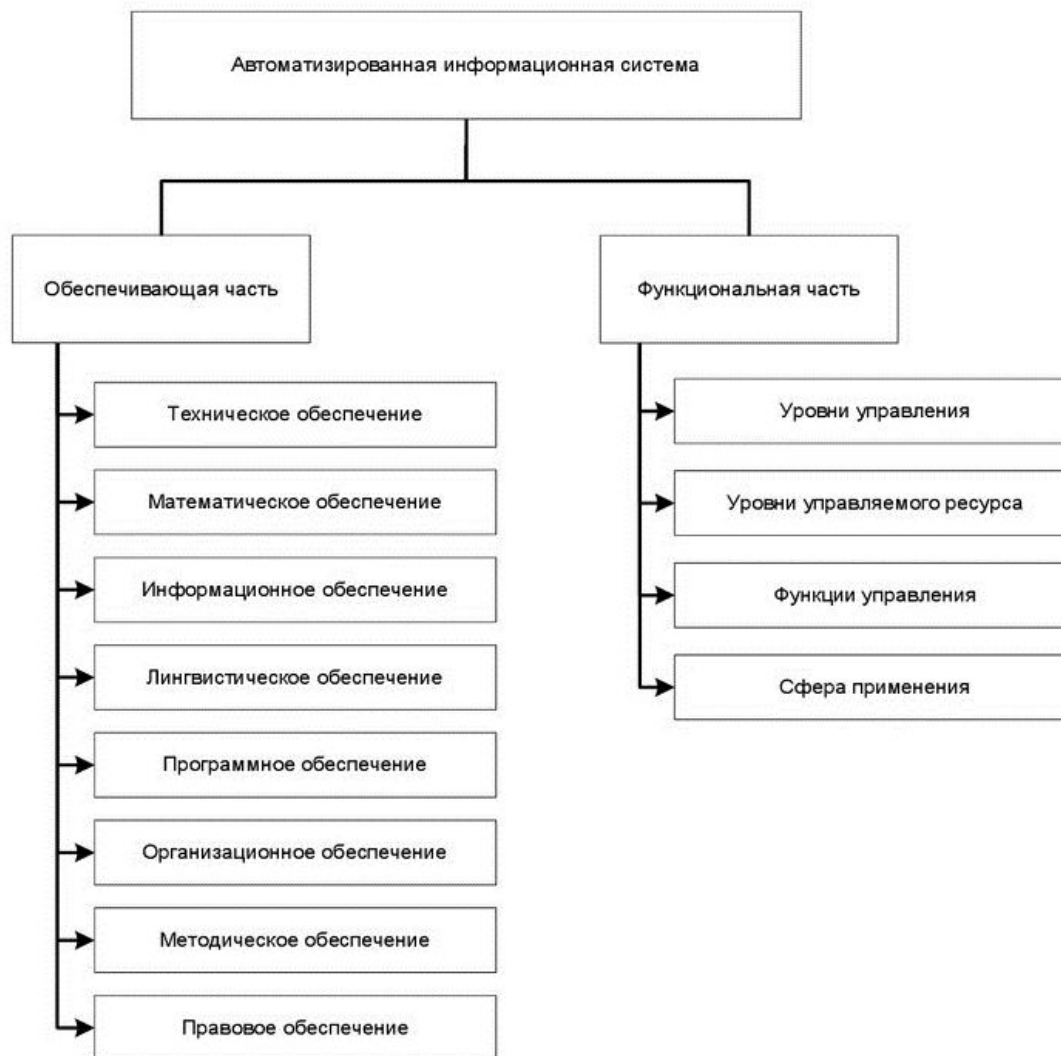 Автоматизированная информационная система
Обеспечивающая часть
Функциональная часть
Техническое обеспечение
Математическое обеспечение
Информационное обеспечение
Лингвистическое обеспечение
Программное обеспечение
Организационное обеспечение
Методическое обеспечение
Правовое обеспечение
Уровни управления
Уровни управляемого ресурса
Функции управления
Сфера применения